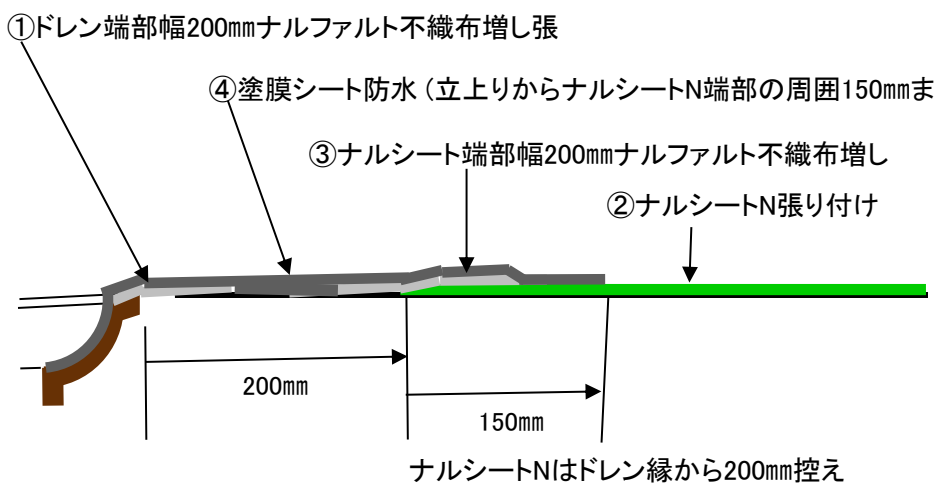 ①ドレン端部幅200㎜ナルファルト不織布増し張
④塗膜シート防水（立上りからナルシートN端部の周囲150㎜ま
③ナルシート端部幅200㎜ナルファルト不織布増し
②ナルシートN張り付け
200㎜
150㎜
ナルシートNはドレン縁から200㎜控え